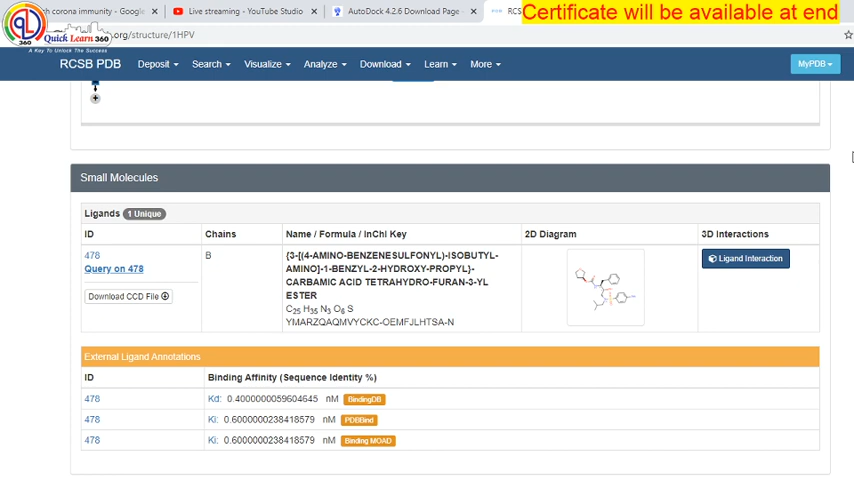 th corona immunity - Google
Live streaming - YouTube Studio
AutoDock 4.2.6 Download Page
RCS
Certificate will be available at end
QL
360
Quick Learn 360
A Key To Unlock The Success
.org/structure/1HPV
RCSB PDB
Deposit
Search
Visualize
Analyze
Download
Learn
More
MyPDB
Small Molecules
Ligands 1 Unique
ID
Chains
Name / Formula / InChI Key
2D Diagram
3D Interactions
478
Query on 478
Download CCD File
B
{3-[(4-AMINO-BENZENESULFONYL)-ISOBUTYL-
AMINO]-1-BENZYL-2-HYDROXY-PROPYL}-
CARBAMIC ACID TETRAHYDRO-FURAN-3-YL
ESTER
C25 H35 N3 O6 S
YMARZQAQMVYCKC-OEMFJLHTSA-N
Ligand Interaction
External Ligand Annotations
ID Binding Affinity (Sequence Identity %)
478 Kd: 0.4000000059604645 nM BindingDB
478 Ki: 0.6000000238418579 nM PDBBind
478 Ki: 0.6000000238418579 nM Binding MOAD